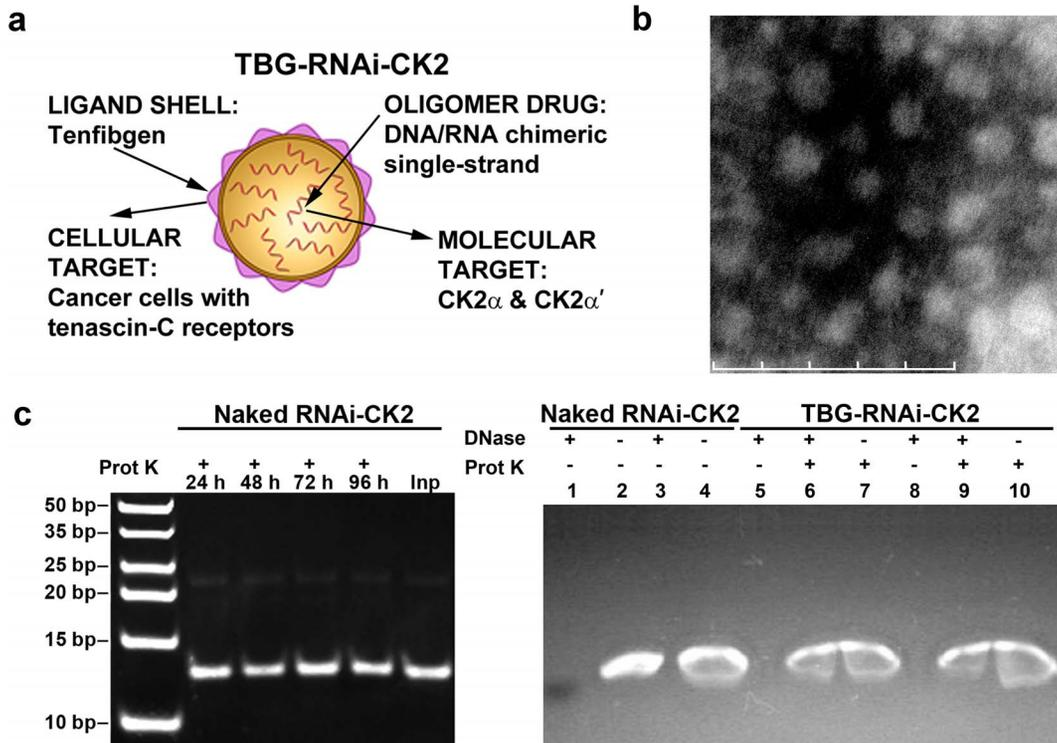 a
TBG-RNAi-CK2
LIGAND SHELL:
Tenfibgen
OLIGOMER DRUG:
DNA/RNA chimeric
single-strand
CELLULAR
TARGET:
Cancer cells with
tenascin-C receptors
MOLECULAR
TARGET:
CK2α & CK2α′
b
c
Naked RNAi-CK2
Prot K + + + +
24 h 48 h 72 h 96 h Inp
50 bp–
35 bp–
25 bp–
20 bp–
15 bp–
10 bp–
Naked RNAi-CK2 TBG-RNAi-CK2
DNase + - + - + + - + + -
Prot K - - - - - + + - + +
1 2 3 4 5 6 7 8 9 10